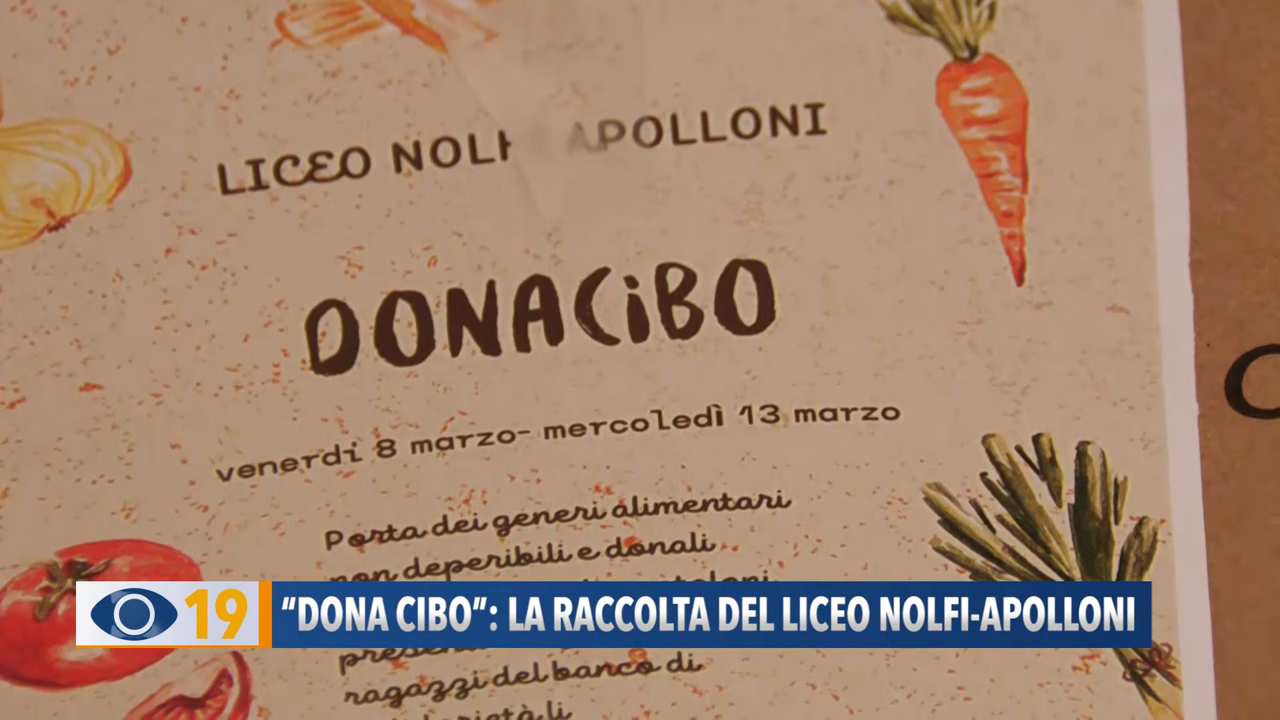 LICEO NOLFI APOLLONI
DONACiBO
venerdì 8 marzo- mercoledì 13 marzo
Porta dei generi alimentari
non deperibili e donali
19 "DONA CIBO": LA RACCOLTA DEL LICEO NOLFI-APOLLONI
ragazzi del banco di